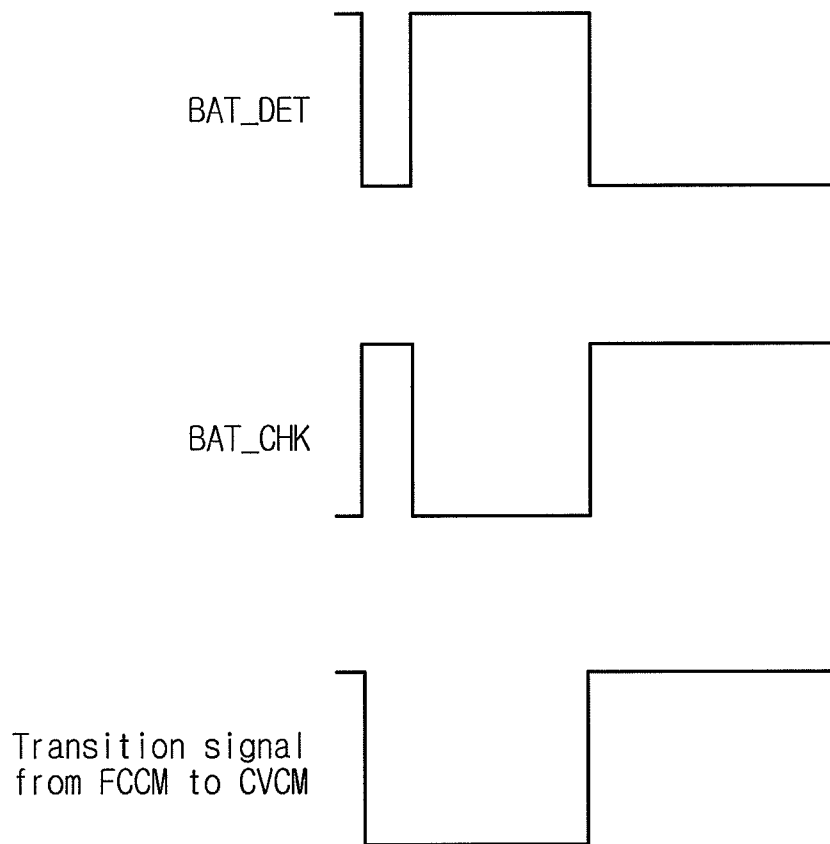 BAT_DET
BAT_CHK
Transition signal
from FCCM to CVCM